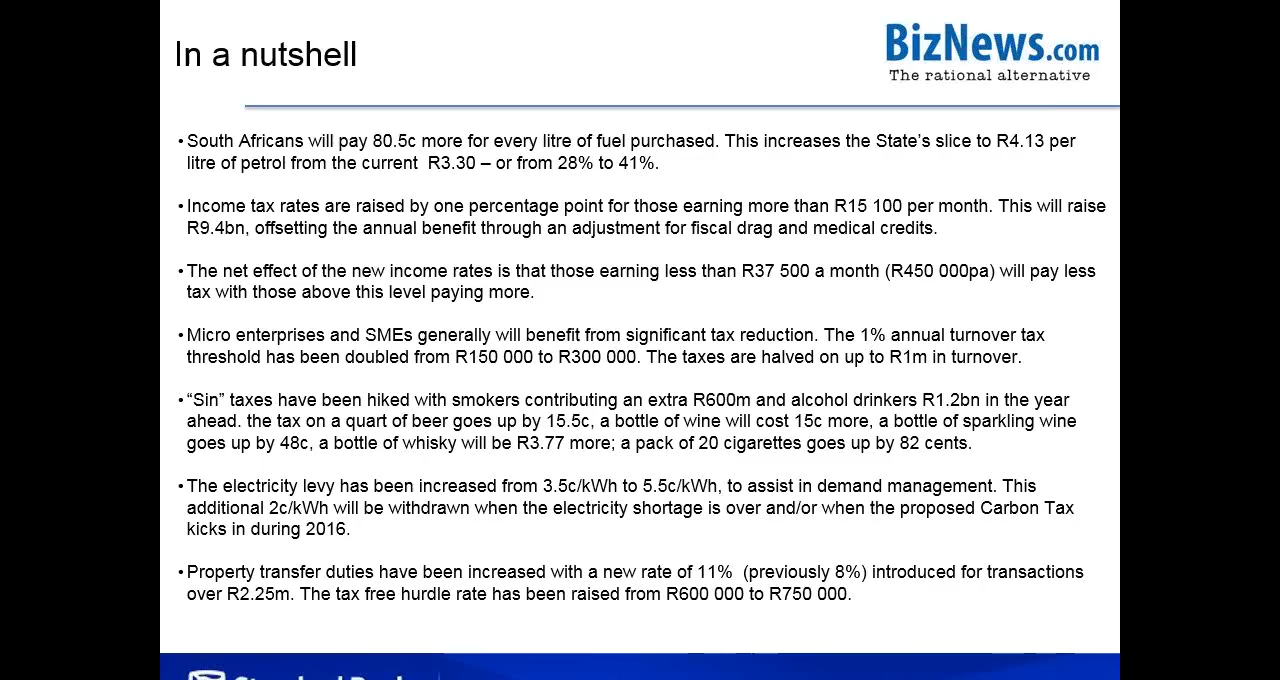 In a nutshell
BizNews.com
The rational alternative
• South Africans will pay 80.5c more for every litre of fuel purchased. This increases the State’s slice to R4.13 per
litre of petrol from the current  R3.30 – or from 28% to 41%.
• Income tax rates are raised by one percentage point for those earning more than R15 100 per month. This will raise
R9.4bn, offsetting the annual benefit through an adjustment for fiscal drag and medical credits.
• The net effect of the new income rates is that those earning less than R37 500 a month (R450 000pa) will pay less
tax with those above this level paying more.
• Micro enterprises and SMEs generally will benefit from significant tax reduction. The 1% annual turnover tax
threshold has been doubled from R150 000 to R300 000. The taxes are halved on up to R1m in turnover.
• “Sin” taxes have been hiked with smokers contributing an extra R600m and alcohol drinkers R1.2bn in the year
ahead. the tax on a quart of beer goes up by 15.5c, a bottle of wine will cost 15c more, a bottle of sparkling wine
goes up by 48c, a bottle of whisky will be R3.77 more; a pack of 20 cigarettes goes up by 82 cents.
• The electricity levy has been increased from 3.5c/kWh to 5.5c/kWh, to assist in demand management. This
additional 2c/kWh will be withdrawn when the electricity shortage is over and/or when the proposed Carbon Tax
kicks in during 2016.
• Property transfer duties have been increased with a new rate of 11%  (previously 8%) introduced for transactions
over R2.25m. The tax free hurdle rate has been raised from R600 000 to R750 000.